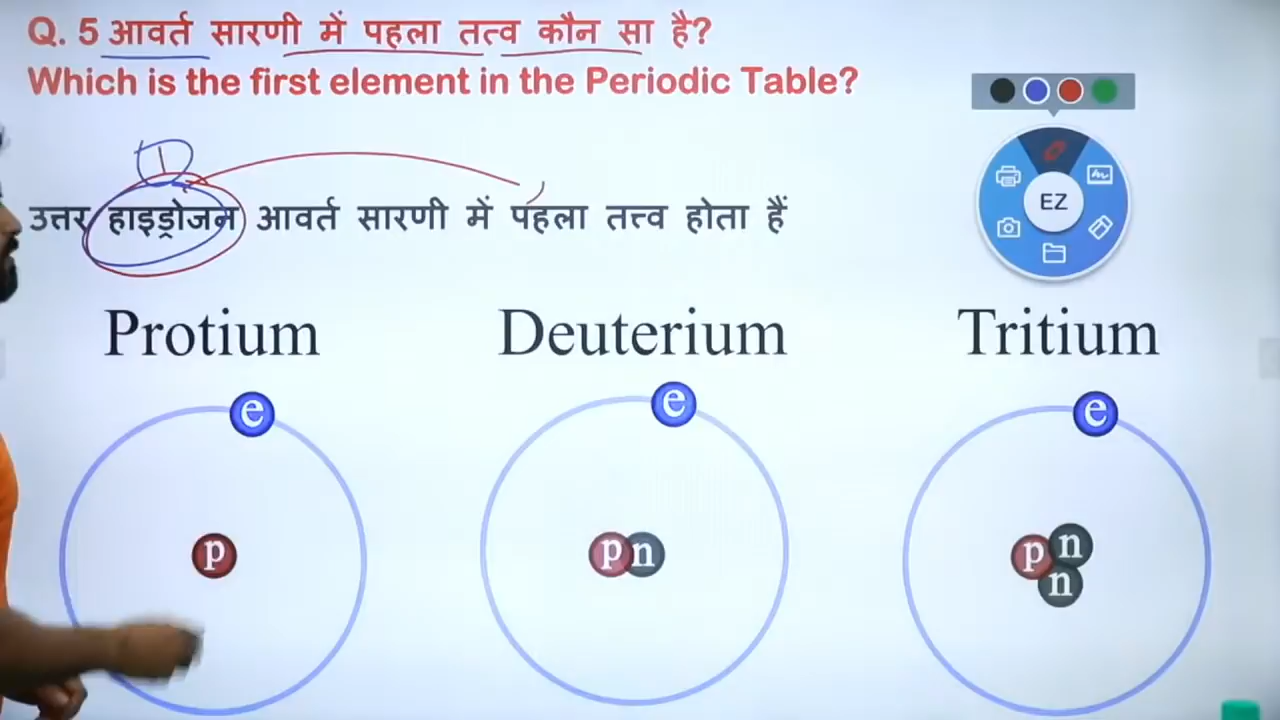 Q. 5 आवर्त सारणी में पहला तत्व कौन सा है?
Which is the first element in the Periodic Table?
1
उत्तर हाइड्रोजन आवर्त सारणी में पहला तत्त्व होता हैं
EZ
Protium Deuterium Tritium
e e e
p p n p n n